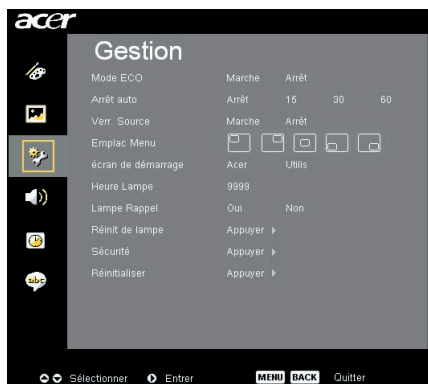 acer
Gestion
Mode ECO Marche Arrêt
Arrêt auto Arrêt 15 30 60
Verr. Source Marche Arrêt
Emplac Menu
écran de démarrage Acer Utilis
Heure Lampe 9999
Lampe Rappel Oui Non
Réinit de lampe Appuyer
Sécurité Appuyer
Réinitialiser Appuyer
abc
Sélectionner Entrer MENU BACK Quitter